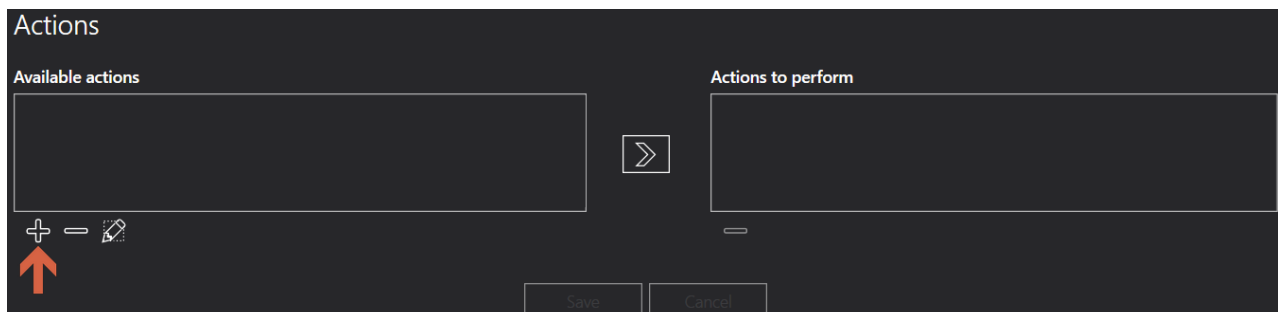 Actions
Available actions
Actions to perform
Save
Cancel